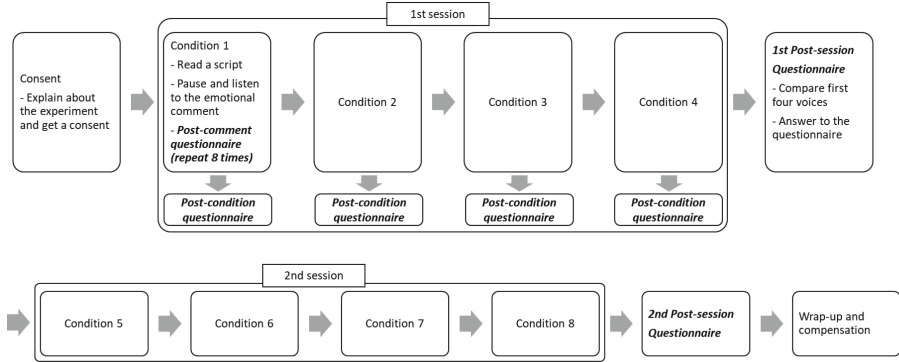 1st session
Consent
- Explain about
the experiment
and get a consent
Condition 1
- Read a script
- Pause and listen
to the emotional
comment
- Post-comment
questionnaire
(repeat 8 times)
Condition 2
Condition 3
Condition 4
1st Post-session
Questionnaire
- Compare first
four voices
- Answer to the
questionnaire
Post-condition
questionnaire
Post-condition
questionnaire
Post-condition
questionnaire
Post-condition
questionnaire
2nd session
Condition 5
Condition 6
Condition 7
Condition 8
2nd Post-session
Questionnaire
Wrap-up and
compensation